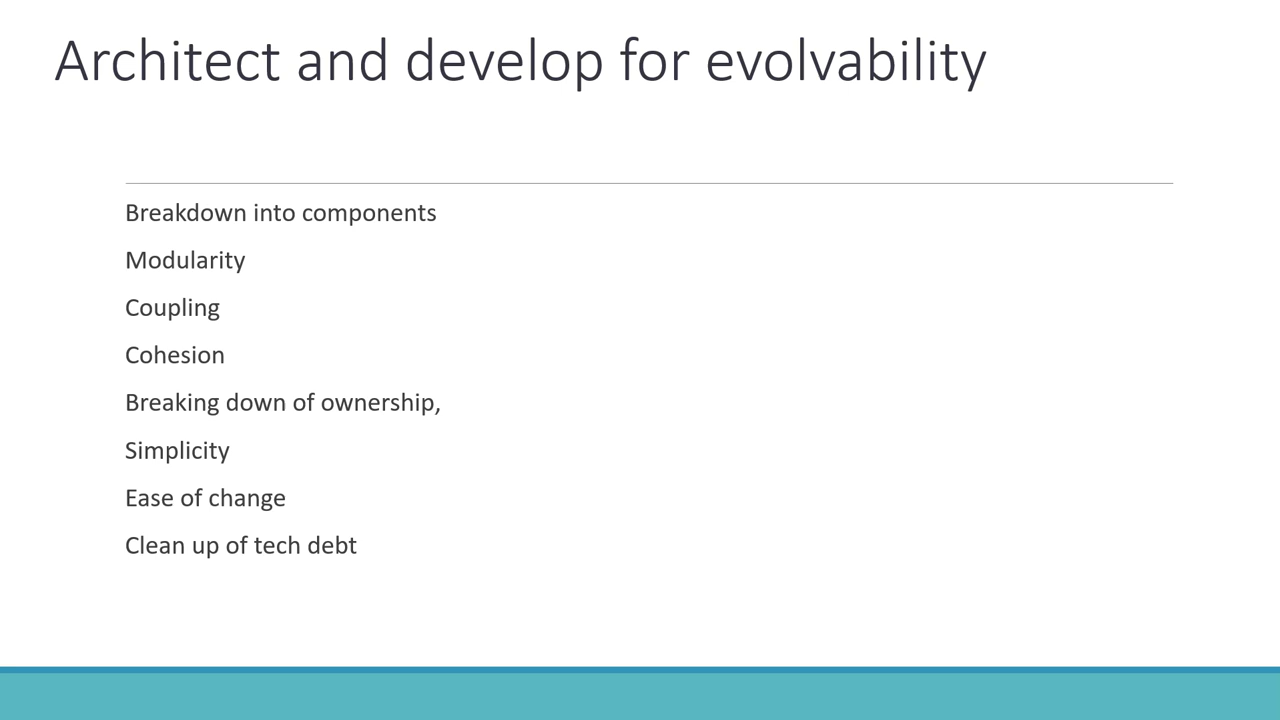 Architect and develop for evolvability
Breakdown into components
Modularity
Coupling
Cohesion
Breaking down of ownership,
Simplicity
Ease of change
Clean up of tech debt